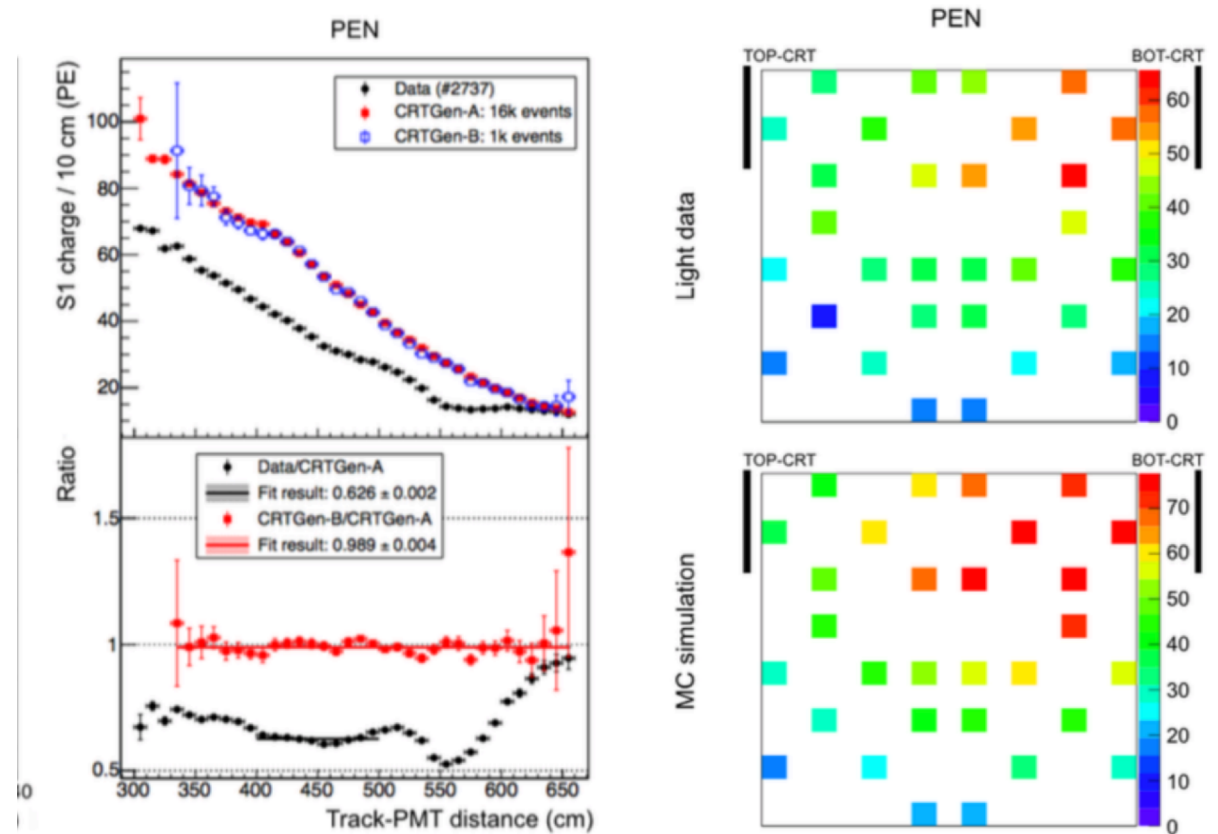 PEN
S1 charge / 10 cm (PE)
Data (#2737)
CRTGen-A: 16k events
CRTGen-B: 1k events
100
80
60
40
20
Ratio
Data/CRTGen-A
Fit result: 0.626 ± 0.002
CRTGen-B/CRTGen-A
Fit result: 0.989 ± 0.004
1.5
1
0.5
300 350 400 450 500 550 600 650
Track-PMT distance (cm)
PEN
TOP-CRT BOT-CRT
Light data
60
50
40
30
20
10
0
TOP-CRT BOT-CRT
MC simulation
70
60
50
40
30
20
10
0